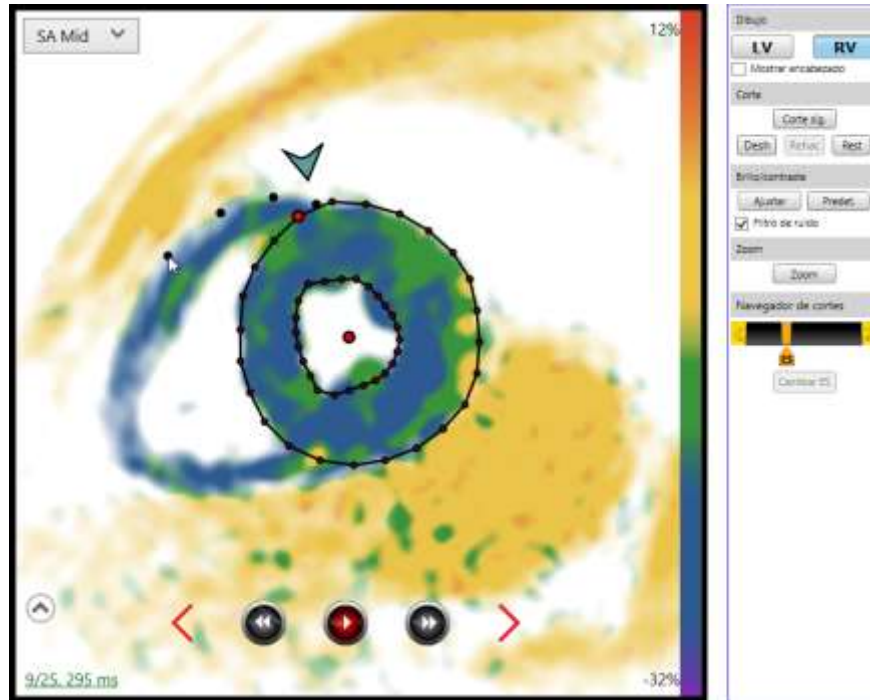 SA Mid
12%
9/25, 295 ms
-32%
Dibujo
LV RV
Mostrar encabezado
Corte
Corte sig.
Desh Rehac Rest
Brillo/contraste
Ajustar Predet.
Filtro de ruido
Zoom
Zoom
Navegador de cortes
ES
Cambiar ES